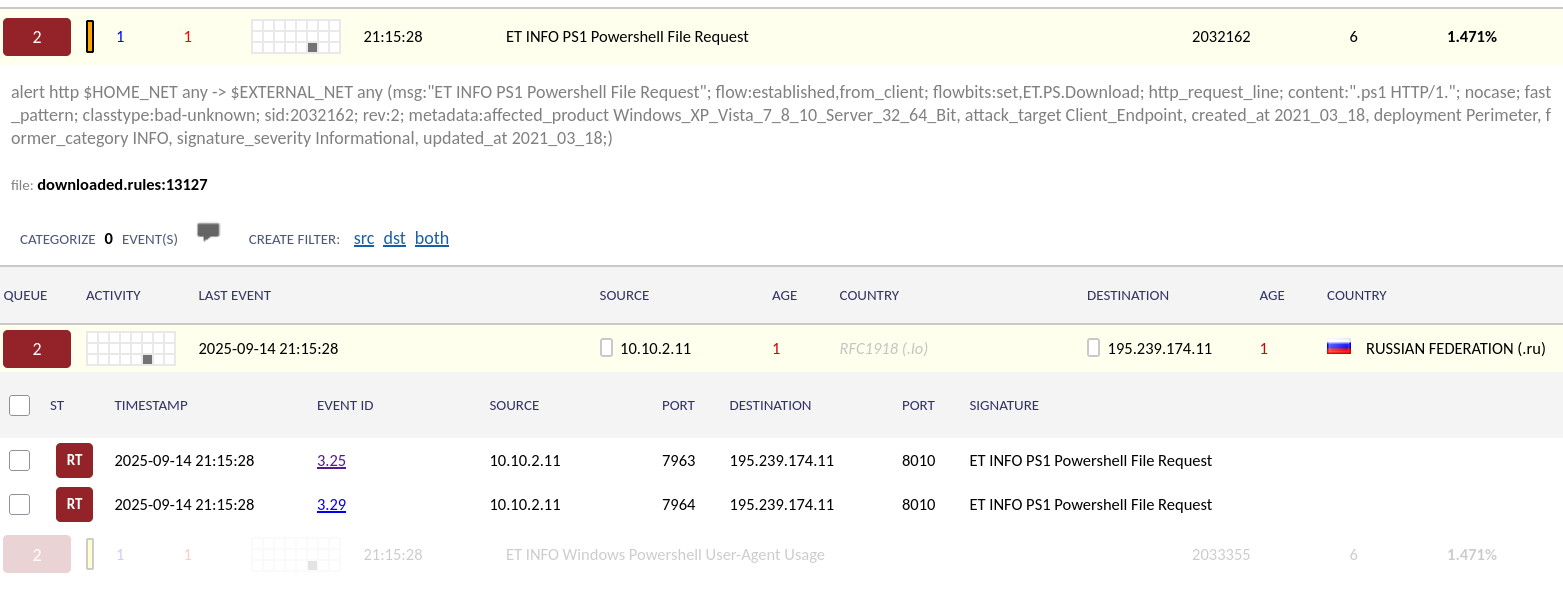 2 1 1 21:15:28 ET INFO PS1 Powershell File Request 2032162 6 1.471%
alert http $HOME_NET any -> $EXTERNAL_NET any (msg:"ET INFO PS1 Powershell File Request"; flow:established,from_client; flowbits:set,ET.PS.Download; http_request_line; content:".ps1 HTTP/1."; nocase; fast
_pattern; classtype:bad-unknown; sid:2032162; rev:2; metadata:affected_product Windows_XP_Vista_7_8_10_Server_32_64_Bit, attack_target Client_Endpoint, created_at 2021_03_18, deployment Perimeter, f
ormer_category INFO, signature_severity Informational, updated_at 2021_03_18;)
file: downloaded.rules:13127
CATEGORIZE 0 EVENT(S) CREATE FILTER: src dst both
QUEUE ACTIVITY LAST EVENT SOURCE AGE COUNTRY DESTINATION AGE COUNTRY
2 2025-09-14 21:15:28 10.10.2.11 1 RFC1918 (.lo) 195.239.174.11 1 RUSSIAN FEDERATION (.ru)
ST TIMESTAMP EVENT ID SOURCE PORT DESTINATION PORT SIGNATURE
RT 2025-09-14 21:15:28 3.25 10.10.2.11 7963 195.239.174.11 8010 ET INFO PS1 Powershell File Request
RT 2025-09-14 21:15:28 3.29 10.10.2.11 7964 195.239.174.11 8010 ET INFO PS1 Powershell File Request
2 1 1 21:15:28 ET INFO Windows Powershell User-Agent Usage 2033355 6 1.471%